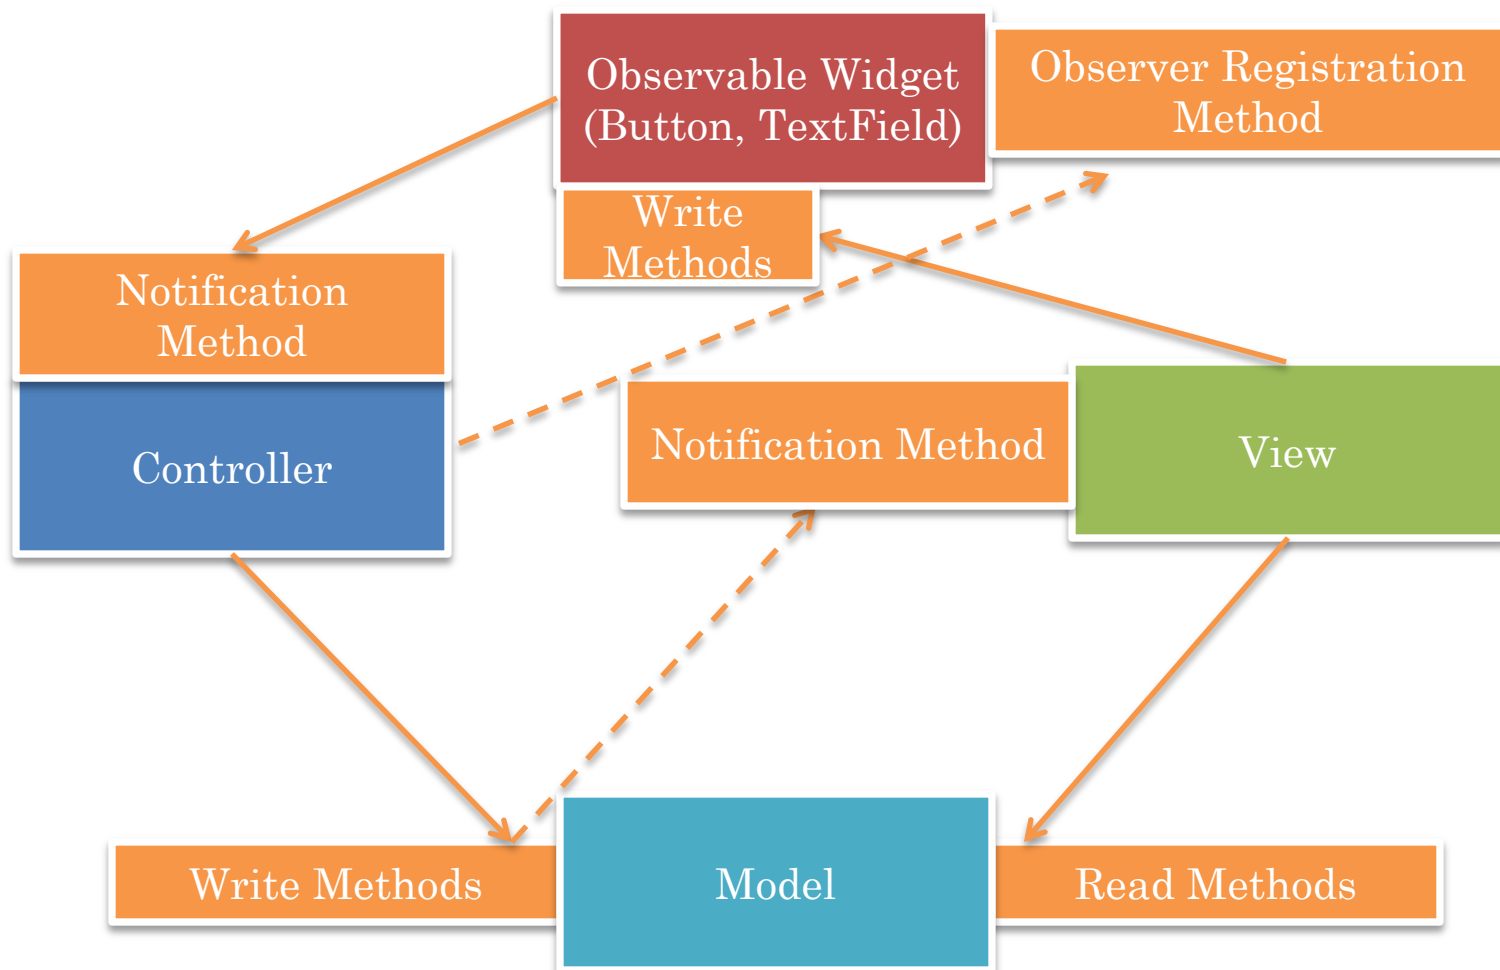 Observable Widget
(Button, TextField)
Observer Registration
Method
Write
Methods
Notification
Method
Controller
Notification Method
View
Write Methods
Model
Read Methods